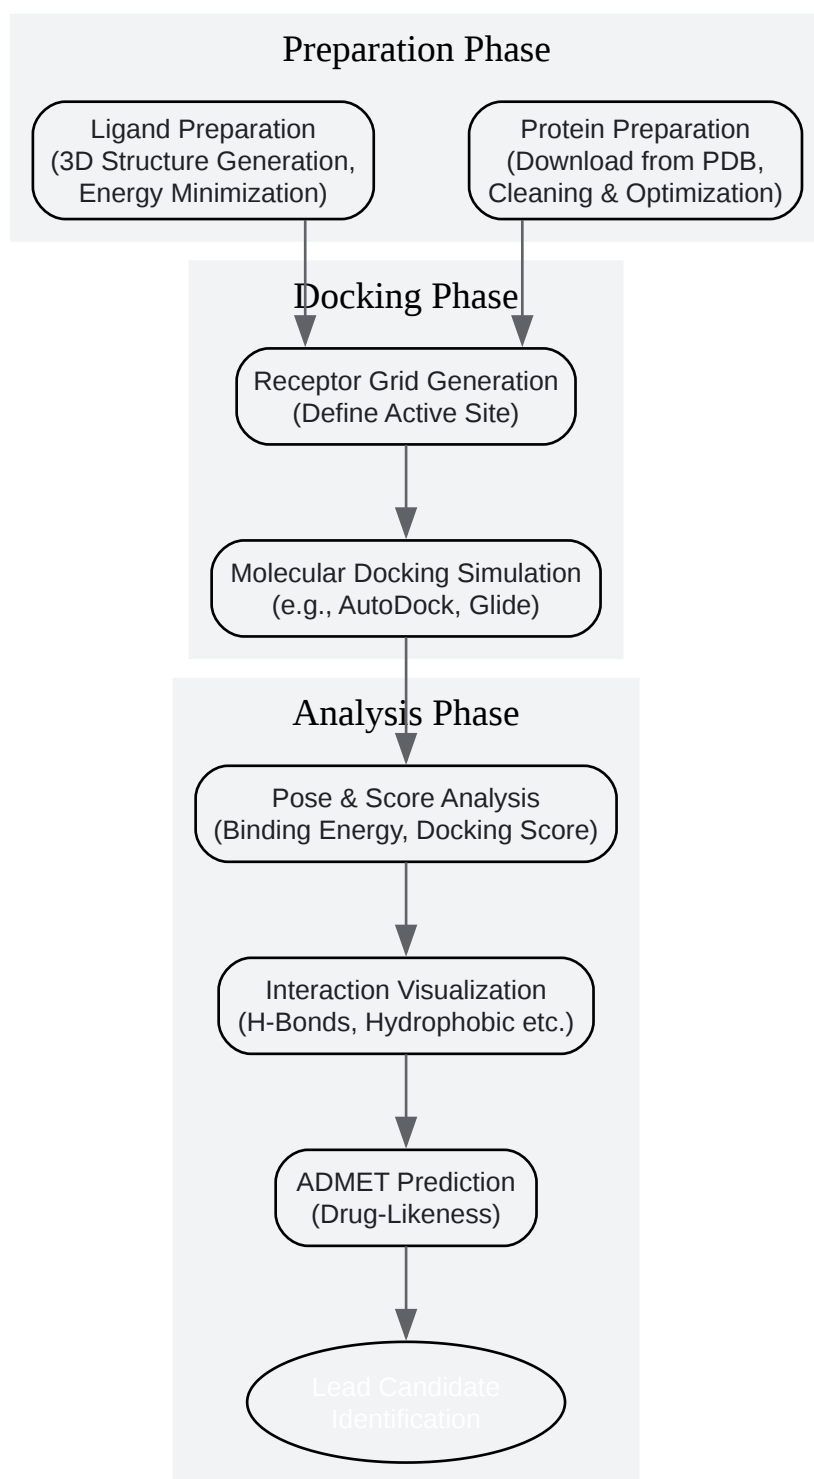 Preparation Phase
Ligand Preparation
(3D Structure Generation,
Energy Minimization)
Protein Preparation
(Download from PDB,
Cleaning & Optimization)
Docking Phase
Receptor Grid Generation
(Define Active Site)
Molecular Docking Simulation
(e.g., AutoDock, Glide)
Analysis Phase
Pose & Score Analysis
(Binding Energy, Docking Score)
Interaction Visualization
(H-Bonds, Hydrophobic etc.)
ADMET Prediction
(Drug-Likeness)
Lead Candidate
Identification